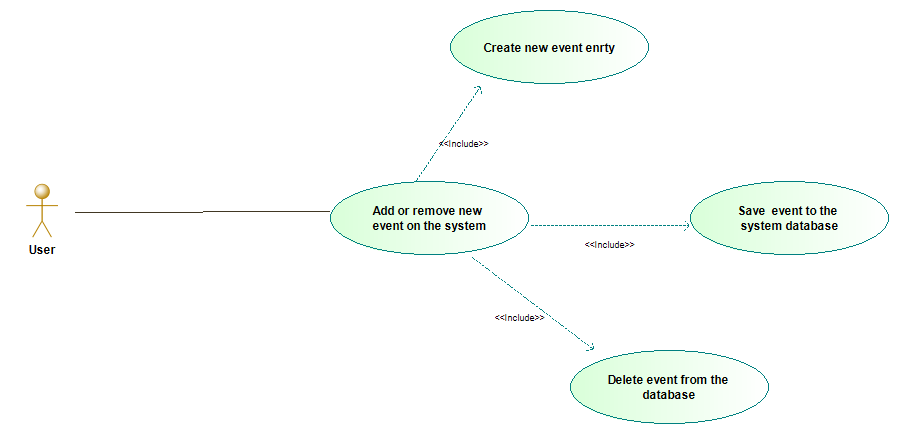 Create new event enrty
<<Include>>
User
Add or remove new
event on the system
<<Include>>
Save event to the
system database
<<Include>>
Delete event from the
database